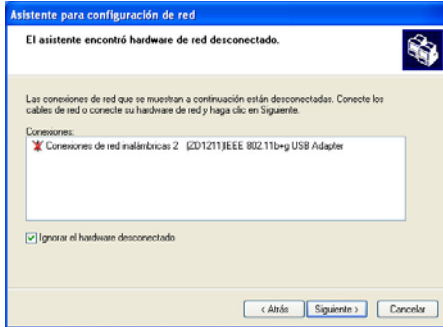 Asistente para configuración de red
El asistente encontró hardware de red desconectado.
Las conexiones de red que se muestran a continuación están desconectadas. Conecte los
cables de red o conecte su hardware de red y haga clic en Siguiente.
Conexiones:
Conexiones de red inalámbricas 2 (ZD1211)IEEE 802.11b+g USB Adapter
Ignorar el hardware desconectado
< Atrás Siguiente > Cancelar